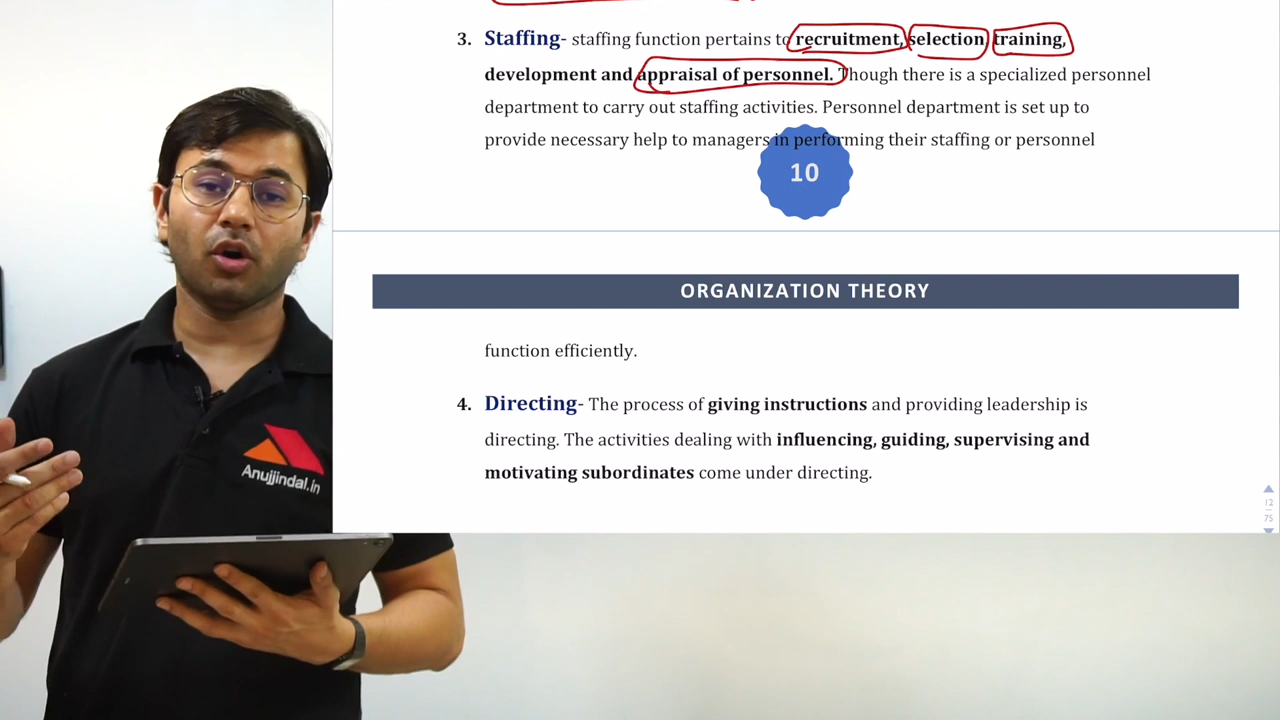 3. Staffing- staffing function pertains to recruitment, selection, training,
development and appraisal of personnel. Though there is a specialized personnel
department to carry out staffing activities. Personnel department is set up to
provide necessary help to managers in performing their staffing or personnel
10
ORGANIZATION THEORY
function efficiently.
4. Directing- The process of giving instructions and providing leadership is
directing. The activities dealing with influencing, guiding, supervising and
motivating subordinates come under directing.
12
75
Anujjindal.in